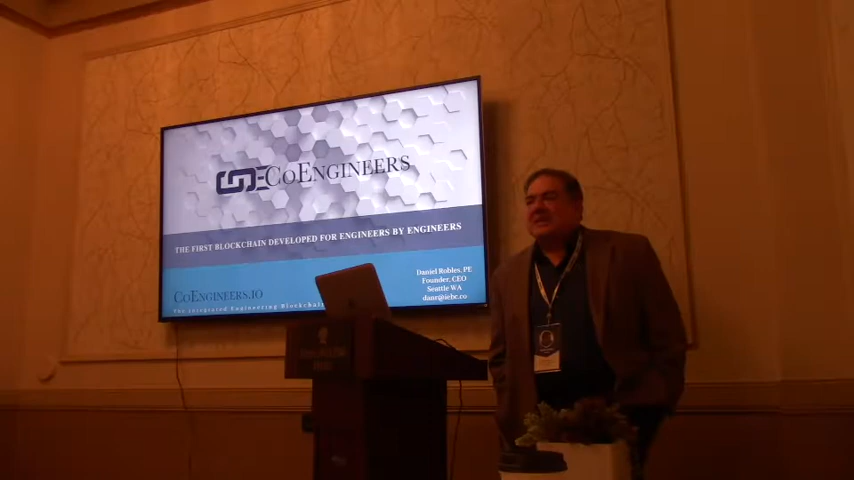 COENGINEERS
THE FIRST BLOCKCHAIN DEVELOPED FOR ENGINEERS BY ENGINEERS
Daniel Robles, PE
Founder, CEO
Seattle WA
danr@iebc.co
COENGINEERS.IO
The Integrated Engineering Blockchain